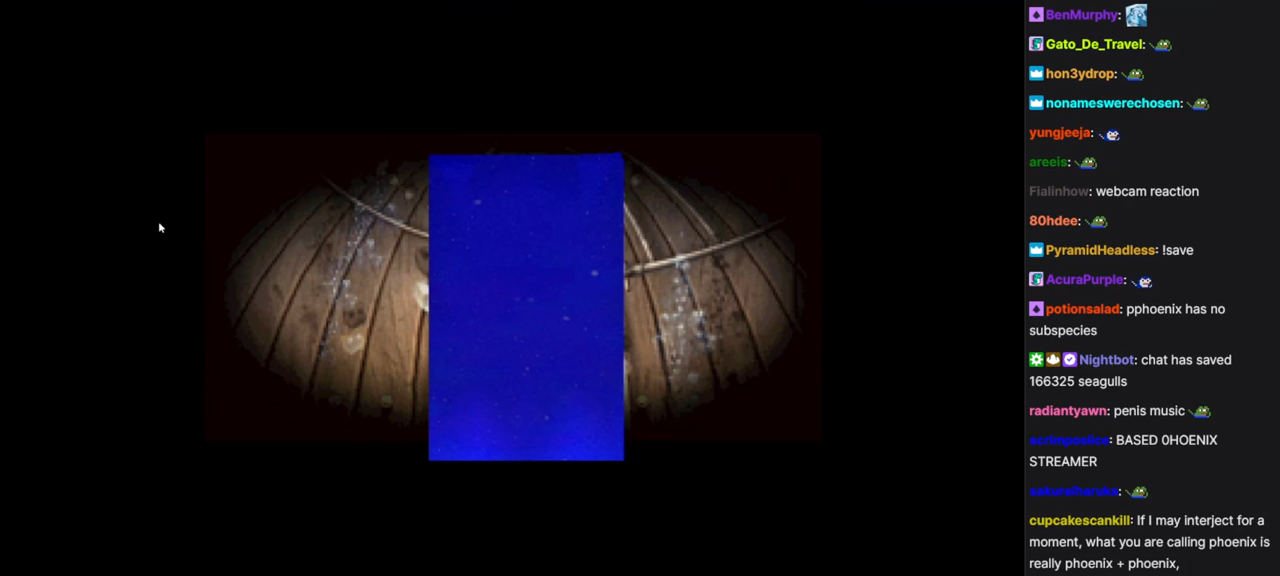 BenMurphy:
Gato_De_Travel:
hon3ydrop:
nonameswerechosen:
yungjeeja:
areeis:
Fialinhow: webcam reaction
80hdee:
PyramidHeadless: !save
AcuraPurple:
potionsalad: pphoenix has no
subspecies
Nightbot: chat has saved
166325 seagulls
radiantyawn: penis music
: BASED 0HOENIX
STREAMER
sakuraiharuka:
cupcakescankill: If I may interject for a
moment, what you are calling phoenix is
really phoenix + phoenix,